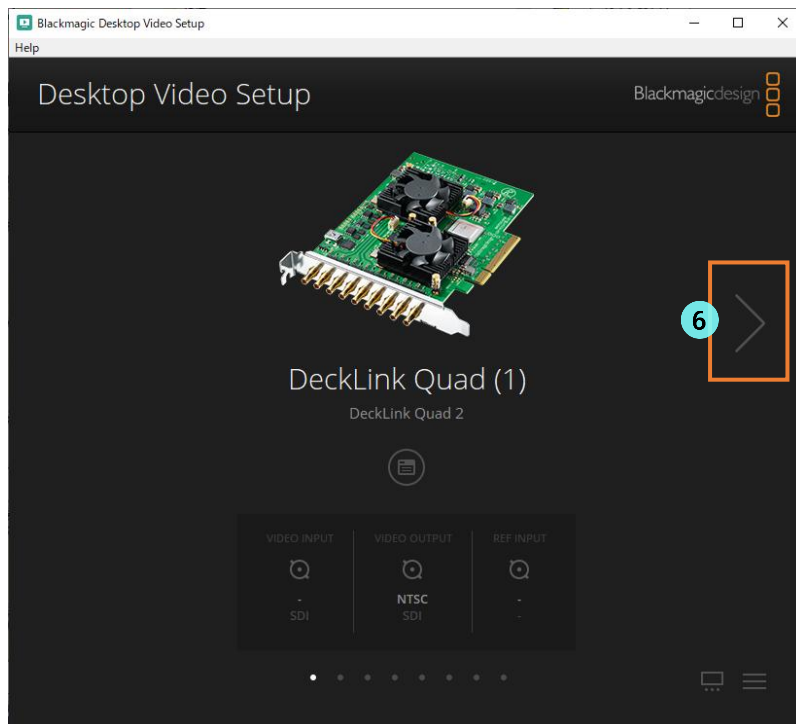 Blackmagic Desktop Video Setup
Help
Desktop Video Setup
Blackmagicdesign
6
DeckLink Quad (1)
DeckLink Quad 2
VIDEO INPUT VIDEO OUTPUT REF INPUT
- NTSC -
SDI SDI -